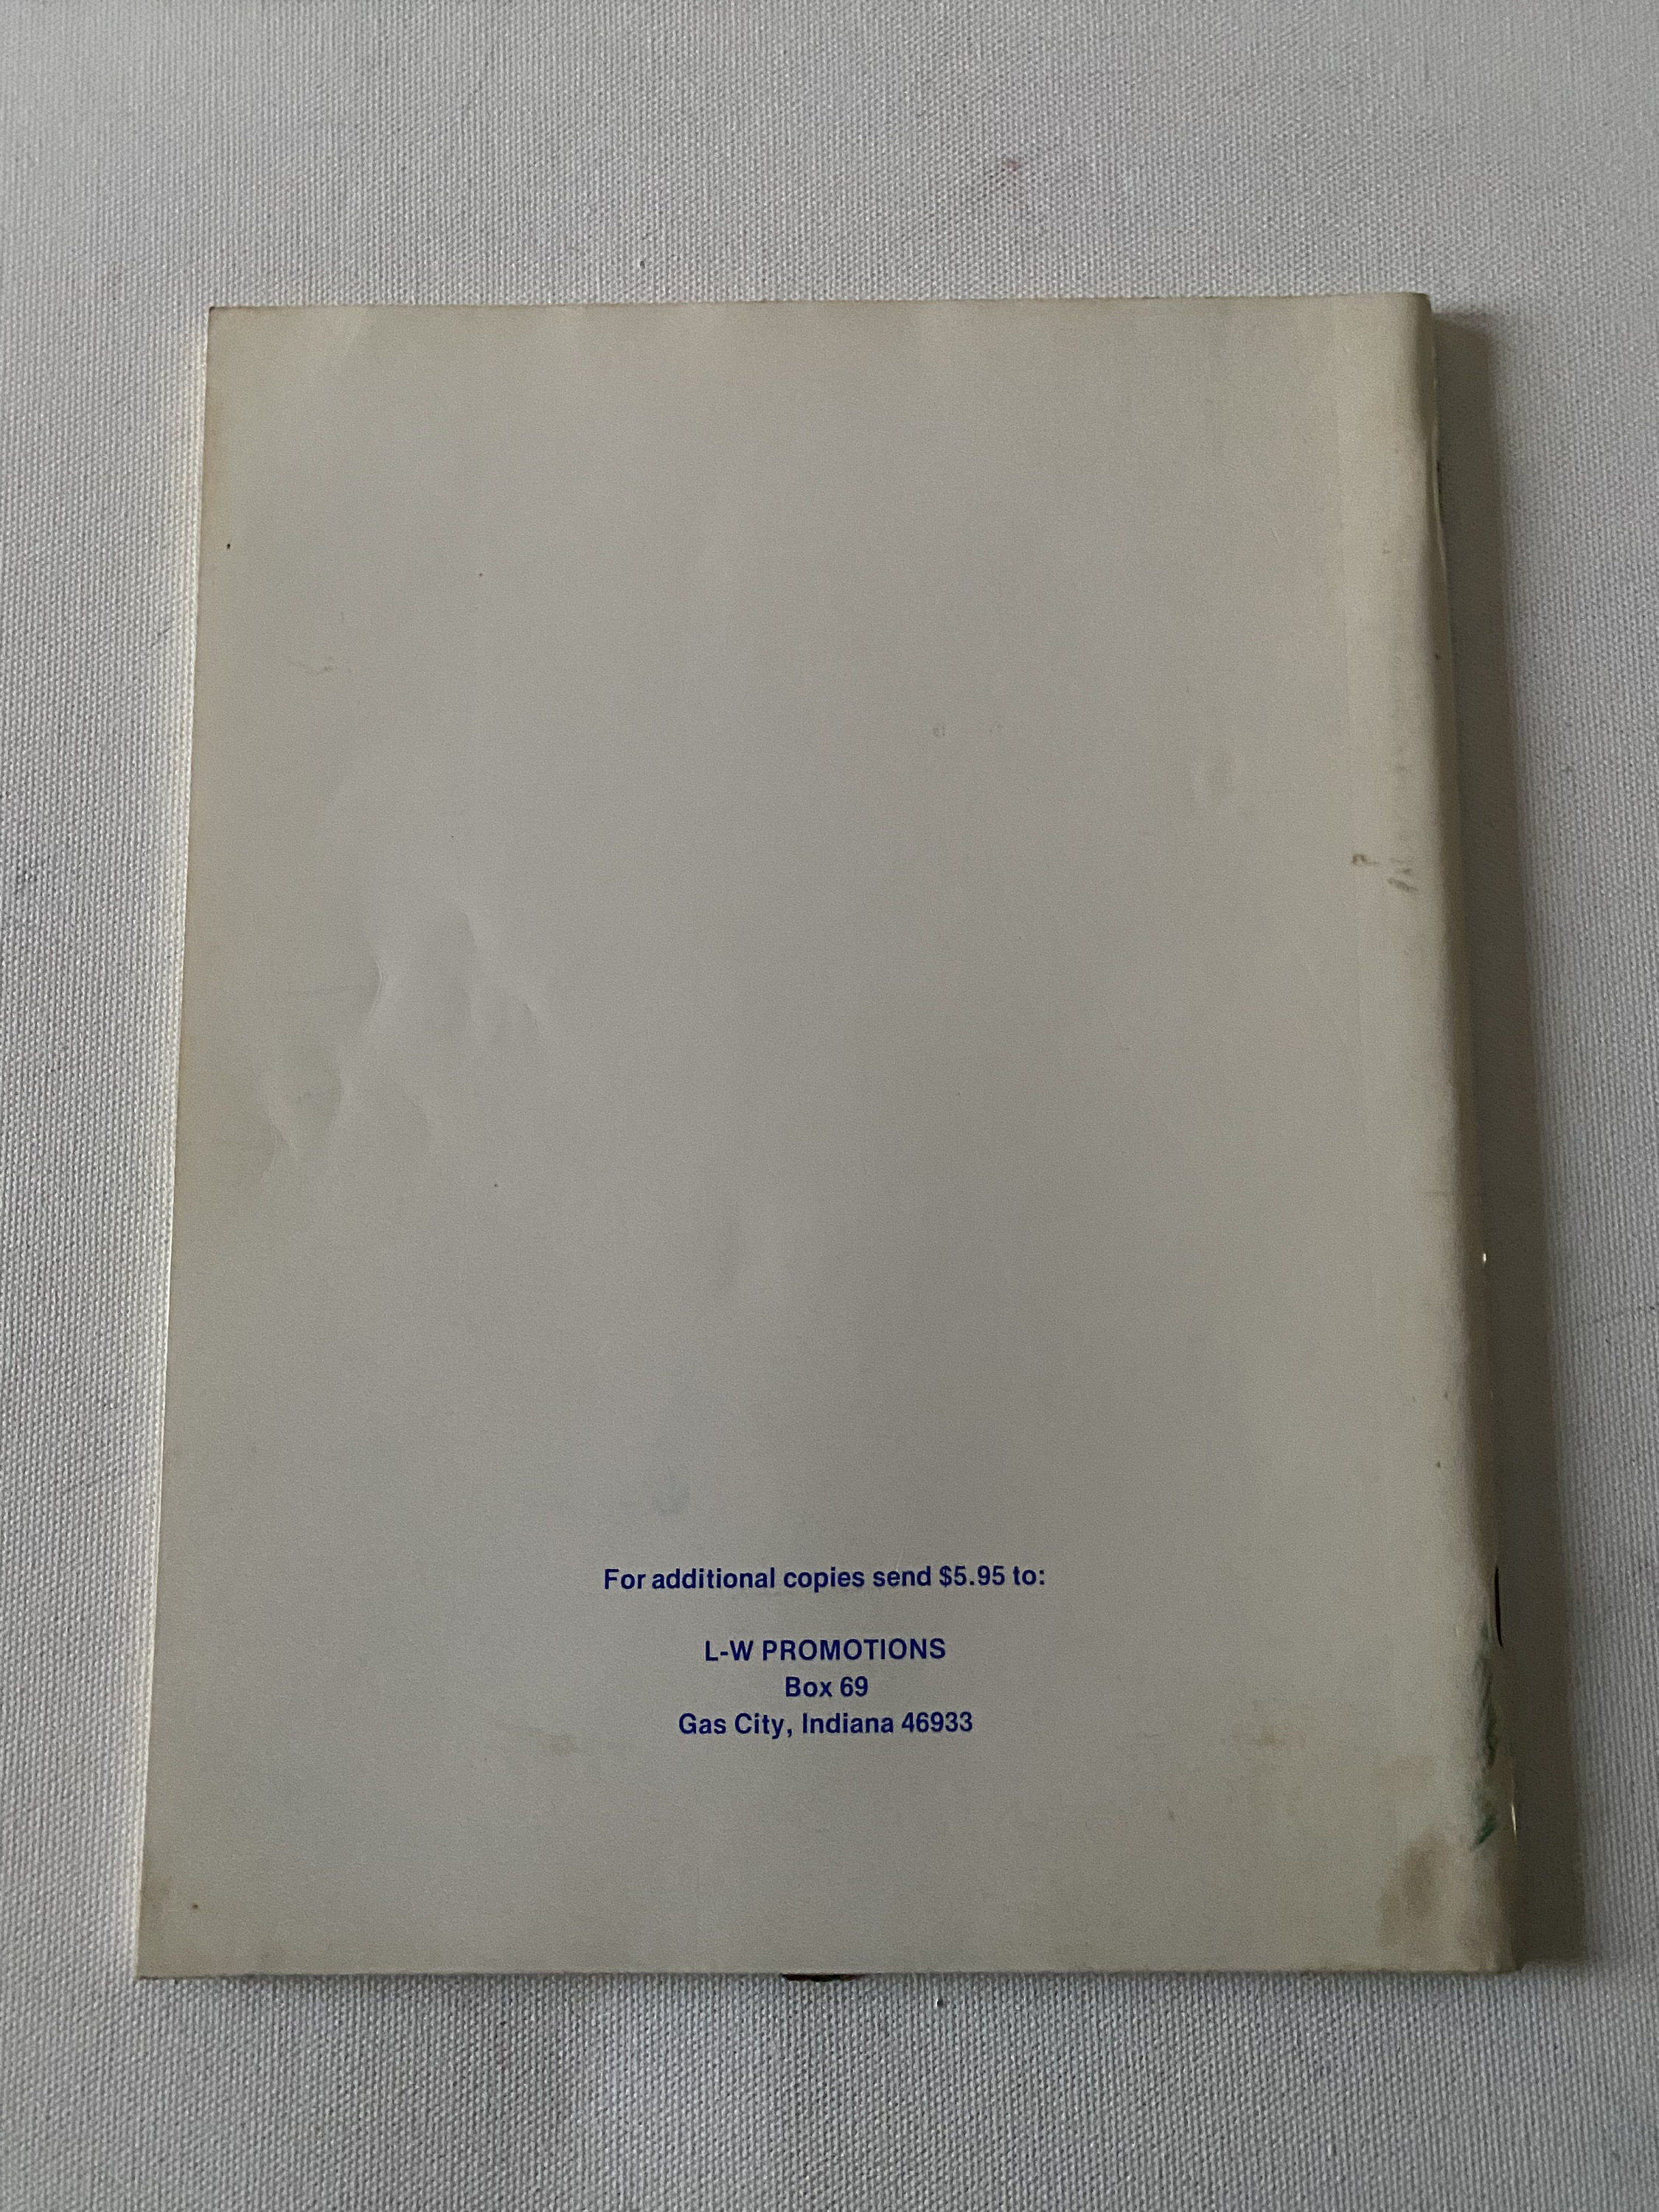 For additional copies send $5.95 to:
L-W PROMOTIONS
Box 69
Gas City, Indiana 46933